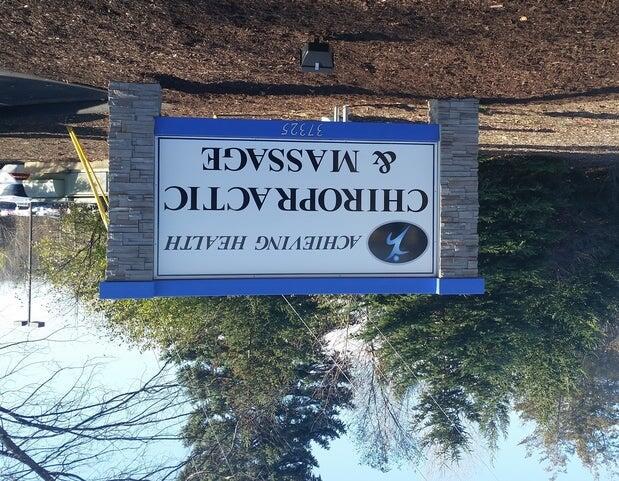 ACHIEVING HEALTH
CHIROPRACTIC
& MASSAGE
37325